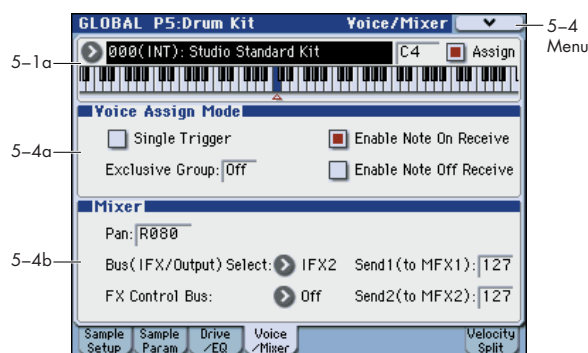 GLOBAL P5:Drum Kit Voice/Mixer
5–4
Menu
5–1a
000(INT): Studio Standard Kit C4 Assign
Voice Assign Mode
5–4a
Single Trigger Enable Note On Receive
Exclusive Group: Off Enable Note Off Receive
Mixer
Pan: R080
5–4b
Bus(IFX/Output) Select: IFX2 Send1(to MFX1): 127
FX Control Bus: Off Send2(to MFX2): 127
Sample Setup Sample Param Drive /EQ Voice /Mixer Velocity Split